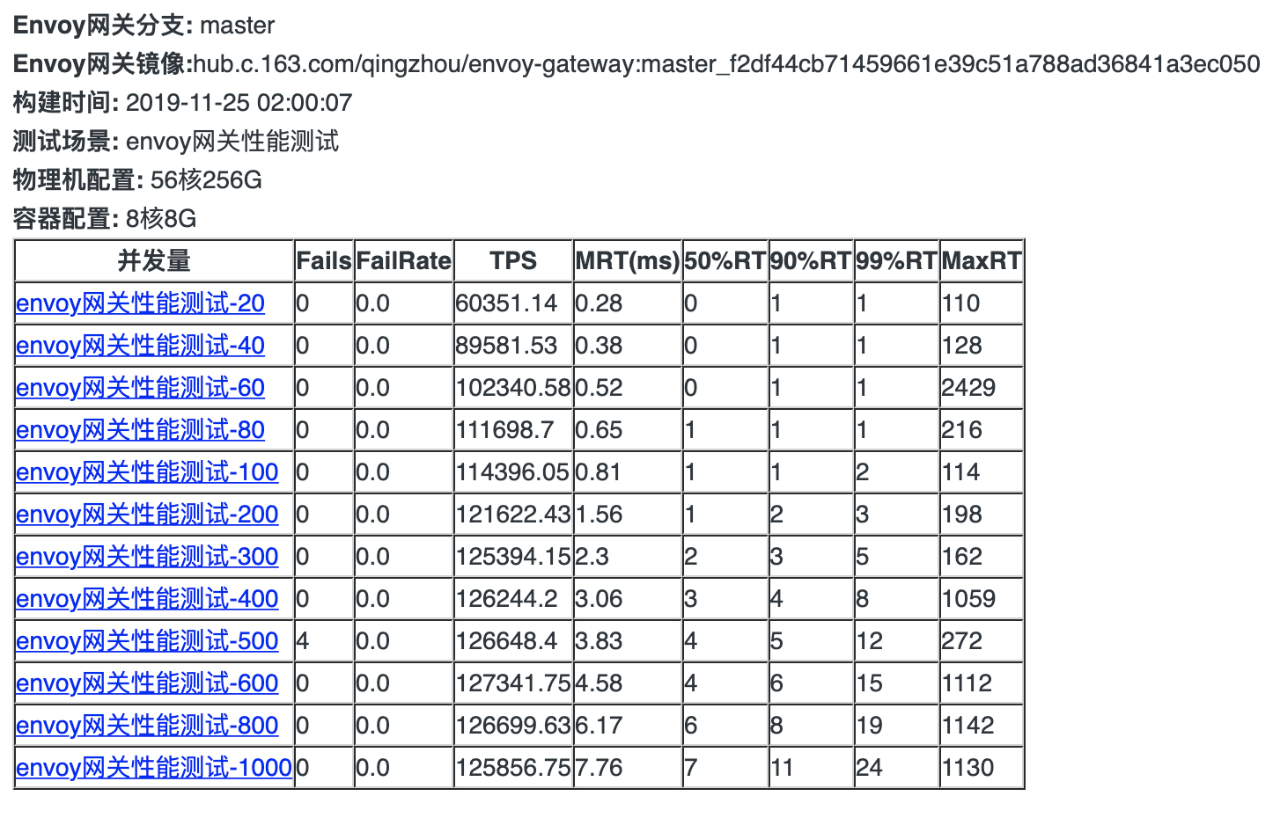 Envoy网关分支: master
Envoy网关镜像:hub.c.163.com/qingzhou/envoy-gateway:master_f2df44cb71459661e39c51a788ad36841a3ec050
构建时间: 2019-11-25 02:00:07
测试场景: envoy网关性能测试
物理机配置: 56核256G
容器配置: 8核8G
并发量 Fails FailRate TPS MRT(ms) 50%RT 90%RT 99%RT MaxRT
envoy网关性能测试-20 0 0.0 60351.14 0.28 0 1 1 110
envoy网关性能测试-40 0 0.0 89581.53 0.38 0 1 1 128
envoy网关性能测试-60 0 0.0 102340.58 0.52 0 1 1 2429
envoy网关性能测试-80 0 0.0 111698.7 0.65 1 1 1 216
envoy网关性能测试-100 0 0.0 114396.05 0.81 1 1 2 114
envoy网关性能测试-200 0 0.0 121622.43 1.56 1 2 3 198
envoy网关性能测试-300 0 0.0 125394.15 2.3 2 3 5 162
envoy网关性能测试-400 0 0.0 126244.2 3.06 3 4 8 1059
envoy网关性能测试-500 4 0.0 126648.4 3.83 4 5 12 272
envoy网关性能测试-600 0 0.0 127341.75 4.58 4 6 15 1112
envoy网关性能测试-800 0 0.0 126699.63 6.17 6 8 19 1142
envoy网关性能测试-1000 0 0.0 125856.75 7.76 7 11 24 1130